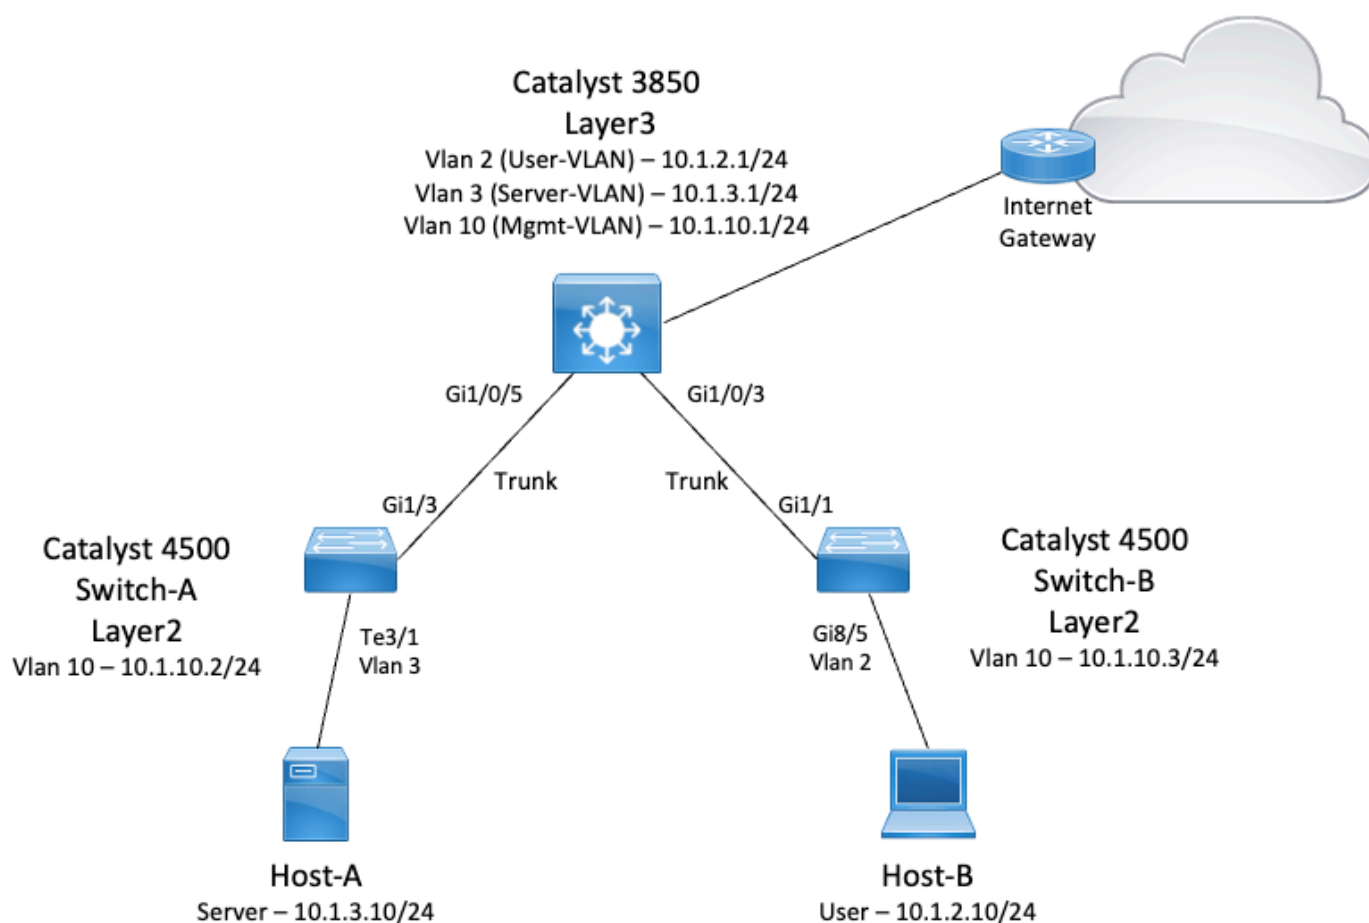 Catalyst 3850
Layer3
Vlan 2 (User-VLAN) – 10.1.2.1/24
Vlan 3 (Server-VLAN) – 10.1.3.1/24
Vlan 10 (Mgmt-VLAN) – 10.1.10.1/24
Internet
Gateway
Gi1/0/5
Gi1/0/3
Trunk
Trunk
Gi1/3
Gi1/1
Catalyst 4500
Switch-A
Layer2
Vlan 10 – 10.1.10.2/24
Catalyst 4500
Switch-B
Layer2
Vlan 10 – 10.1.10.3/24
Te3/1
Vlan 3
Gi8/5
Vlan 2
Host-A
Server – 10.1.3.10/24
Host-B
User – 10.1.2.10/24